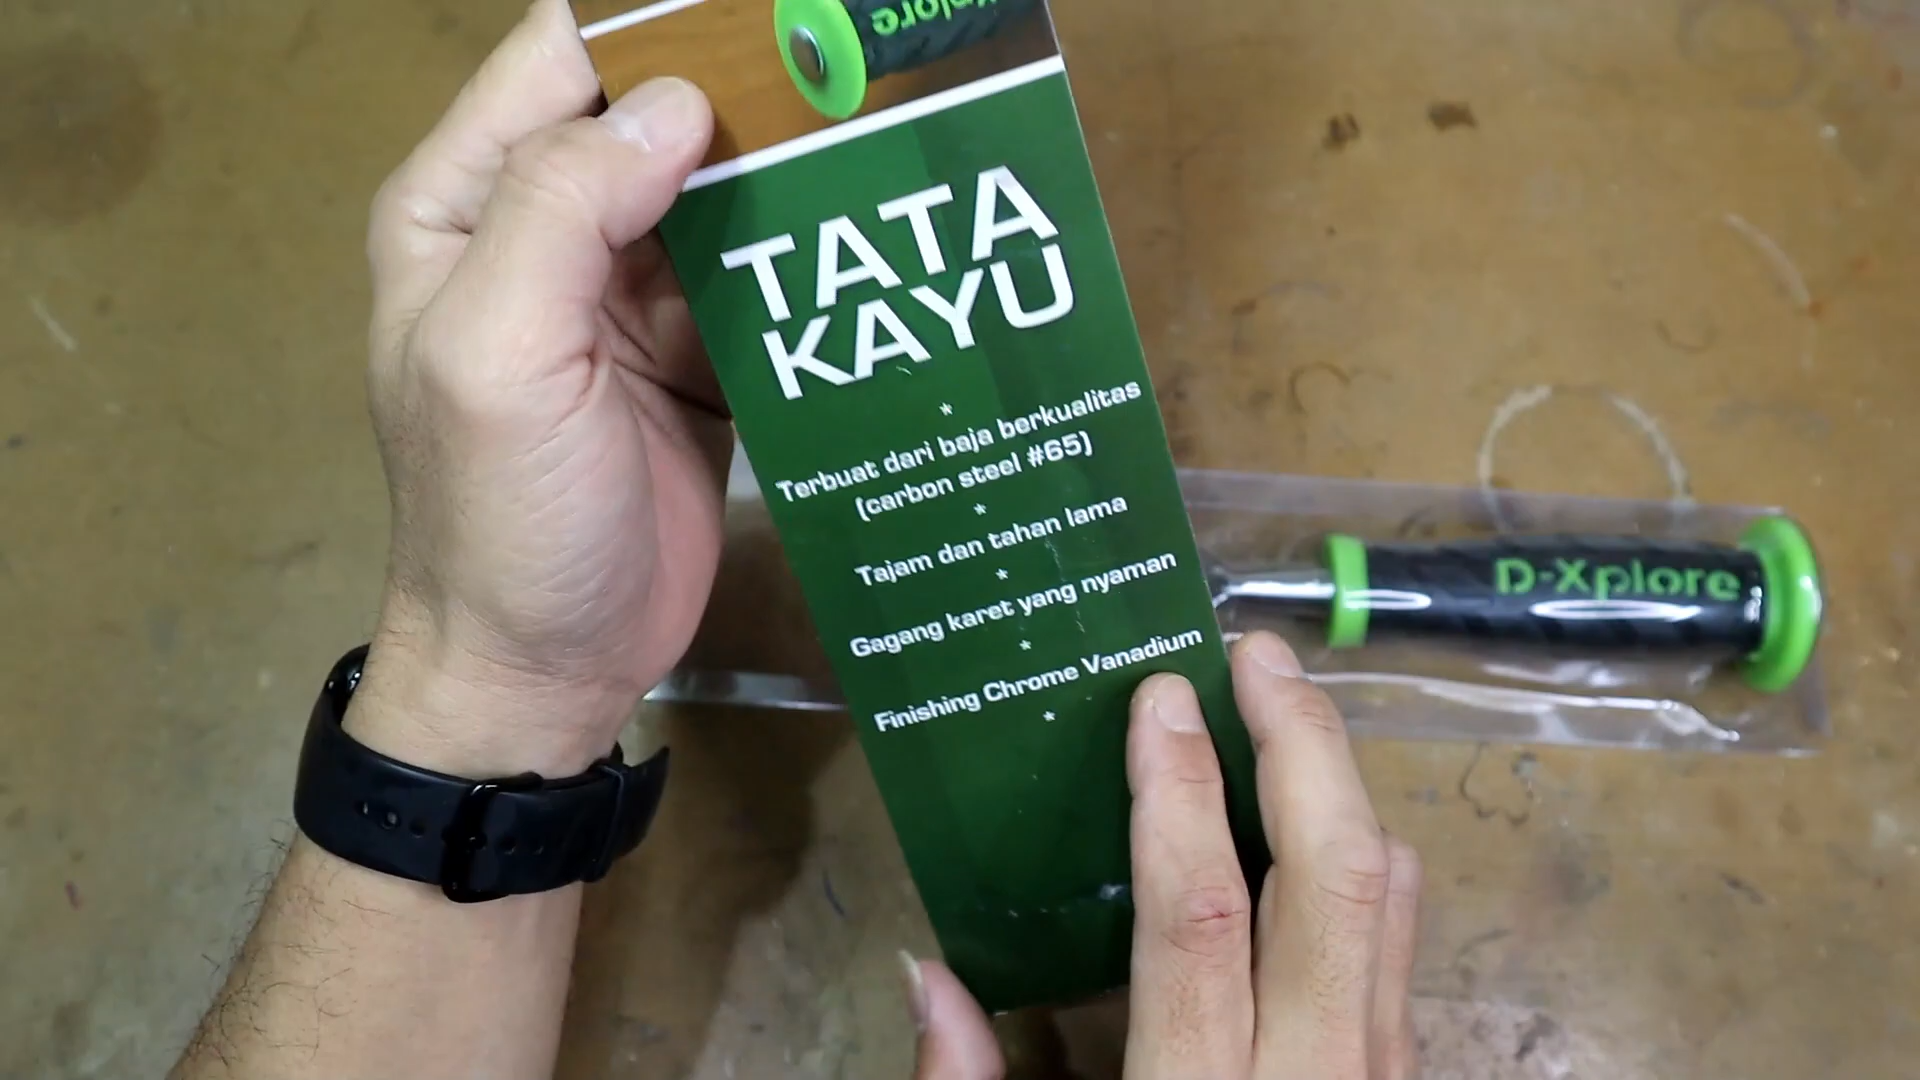 Xplore
TATA
KAYU
*
Terbuat dari baja berkualitas
(carbon steel #65)
*
Tajam dan tahan lama
*
Gagang karet yang nyaman
*
Finishing Chrome Vanadium
*
D-Xplore